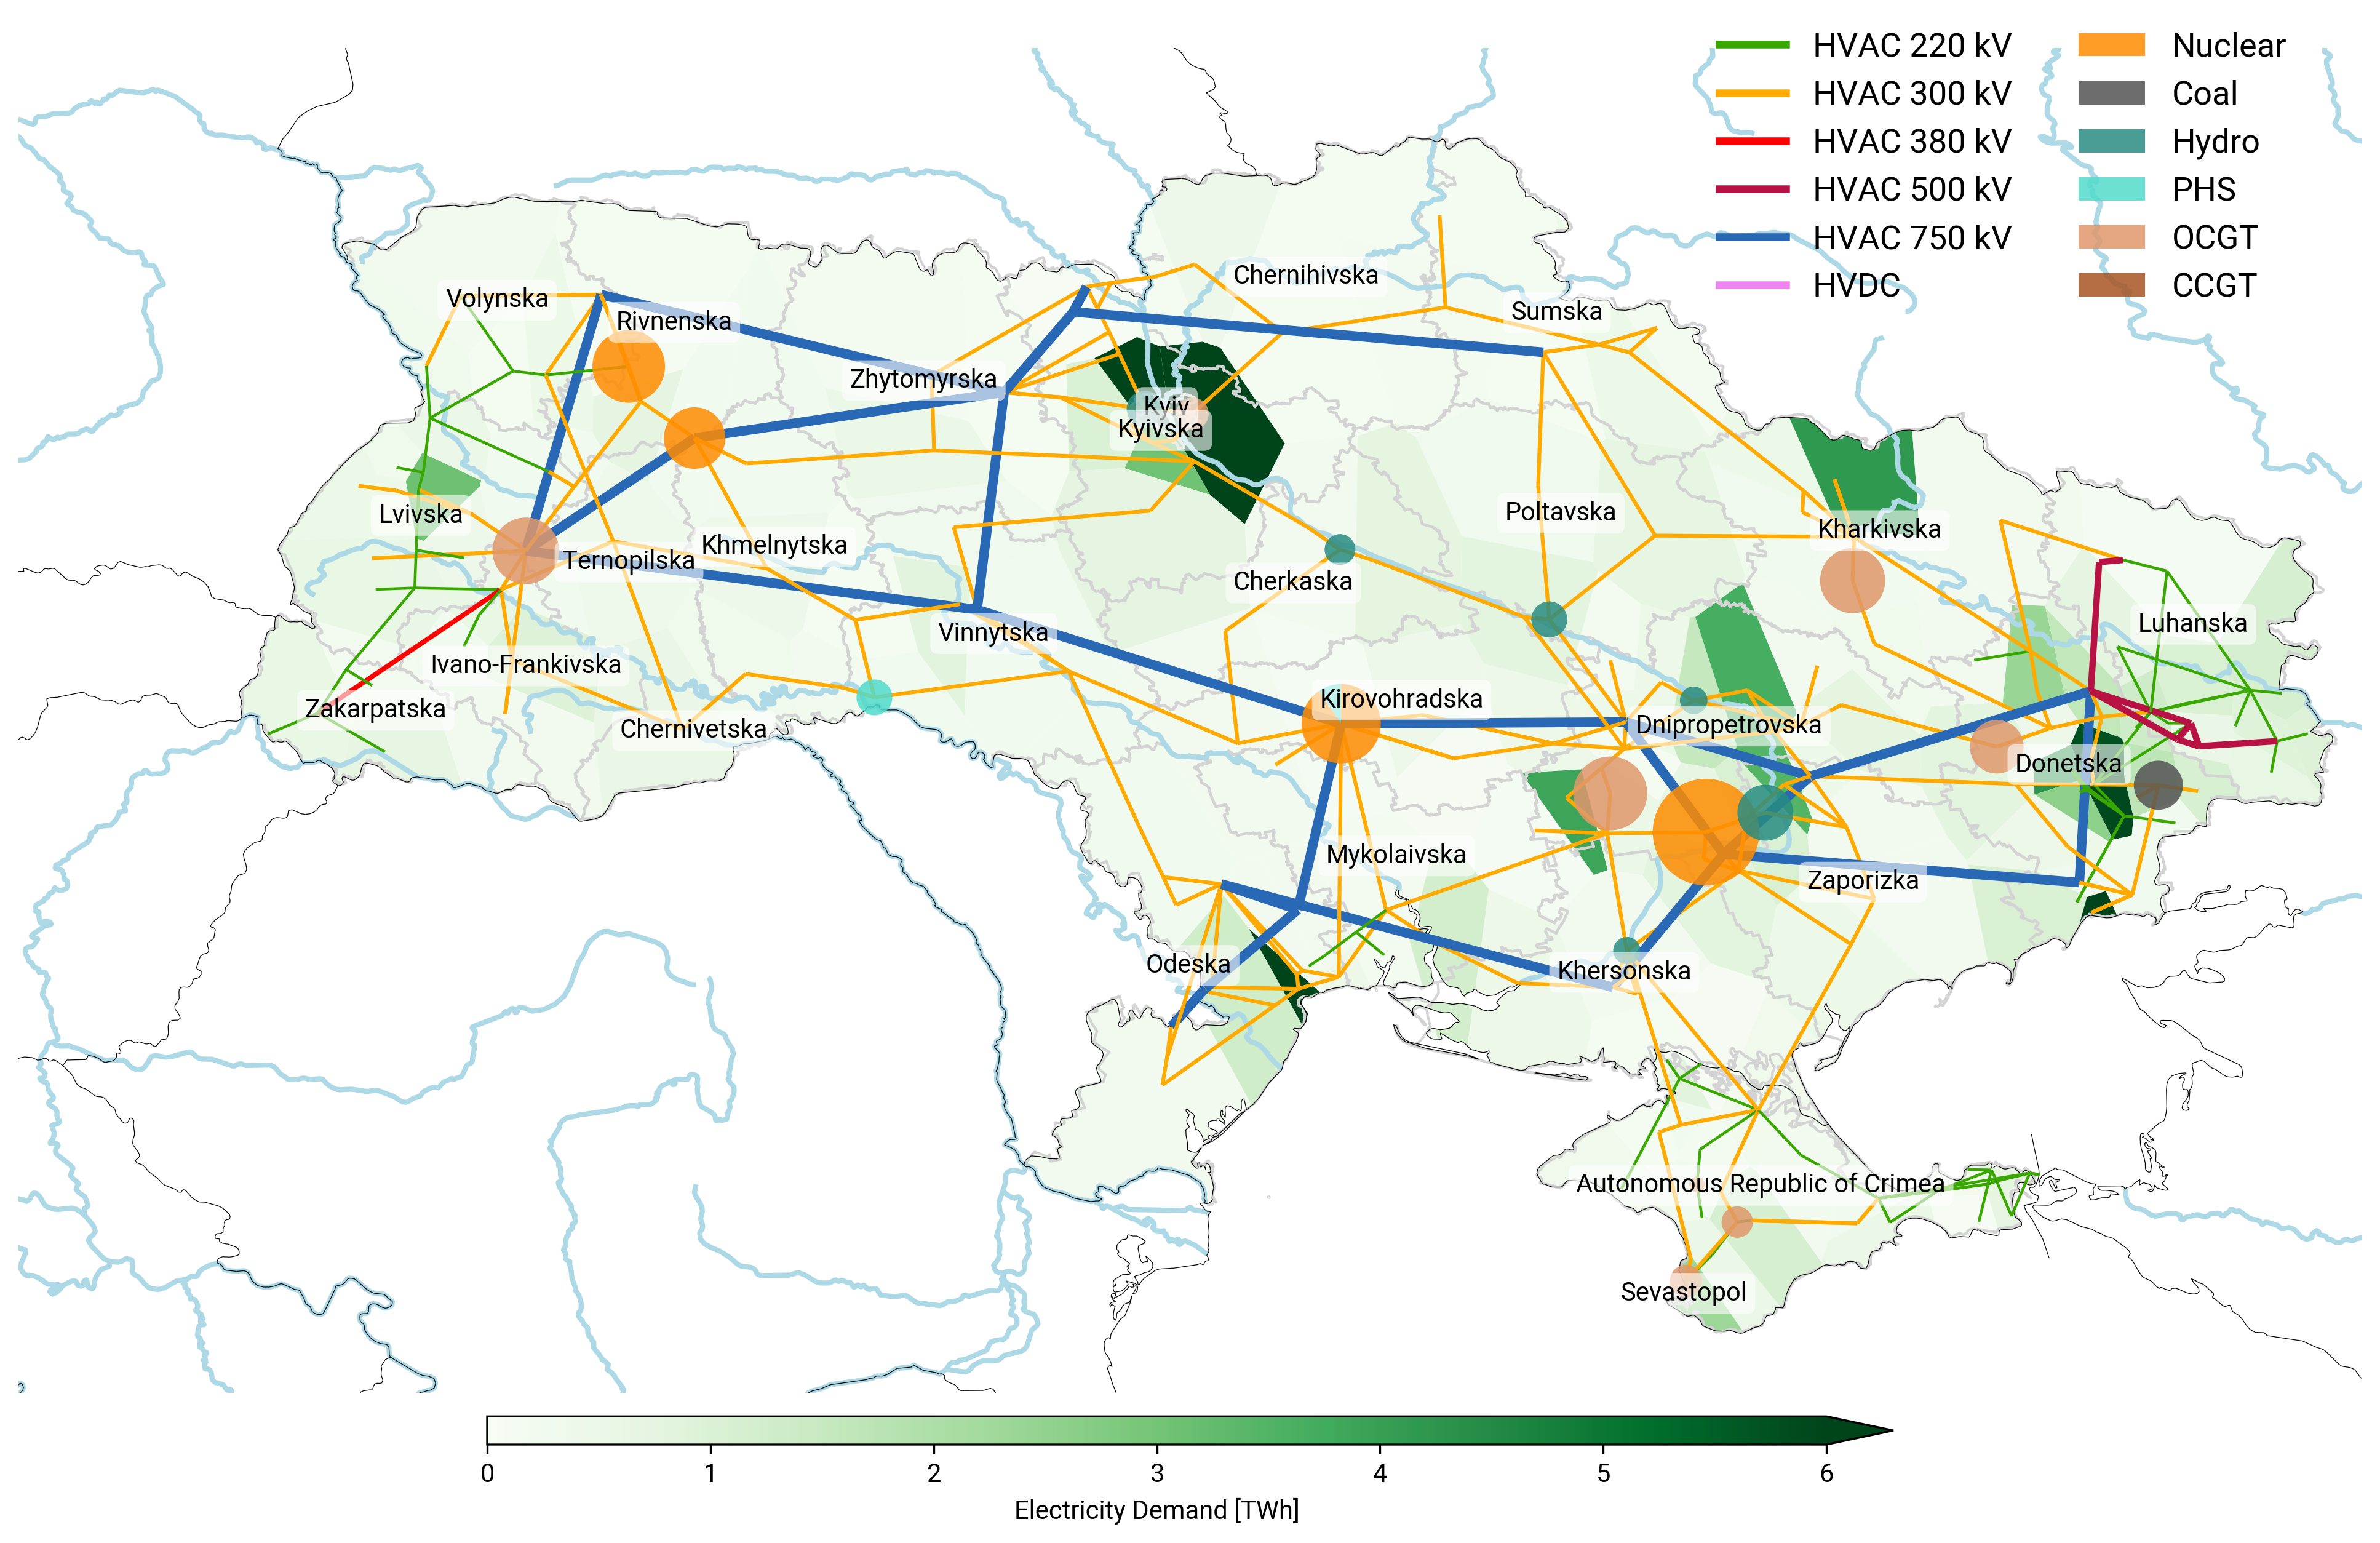 HVAC 220 kV
HVAC 300 kV
HVAC 380 kV
HVAC 500 kV
HVAC 750 kV
HVDC
Nuclear
Coal
Hydro
PHS
OCGT
CCGT
Chernihivska
Volynska
Sumska
Rivnenska
Zhytomyrska
Kyiv
Kyivska
Lvivska
Poltavska
Kharkivska
Khmelnytska
Ternopilska
Cherkaska
Luhanska
Vinnytska
Ivano-Frankivska
Kirovohradska
Zakarpatska
Chernivetska
Dnipropetrovska
Donetska
Mykolaivska
Zaporizka
Odeska
Khersonska
Autonomous Republic of Crimea
Sevastopol
0 1 2 3 4 5 6
Electricity Demand [TWh]